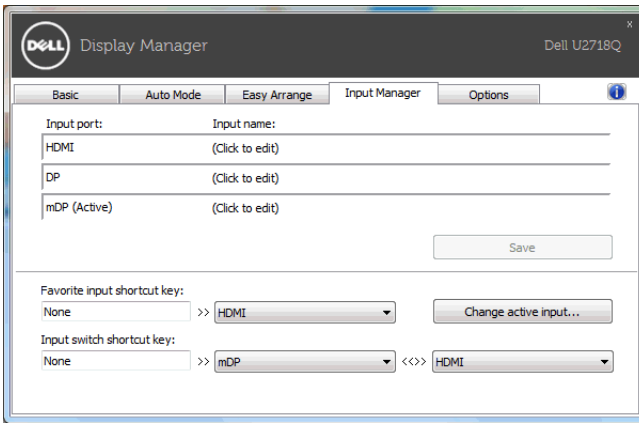 x
DELL Display Manager Dell U2718Q
Basic Auto Mode Easy Arrange Input Manager Options i
Input port: Input name:
HDMI (Click to edit)
DP (Click to edit)
mDP (Active) (Click to edit)
Save
Favorite input shortcut key:
None >> HDMI Change active input...
Input switch shortcut key:
None >> mDP <<>> HDMI